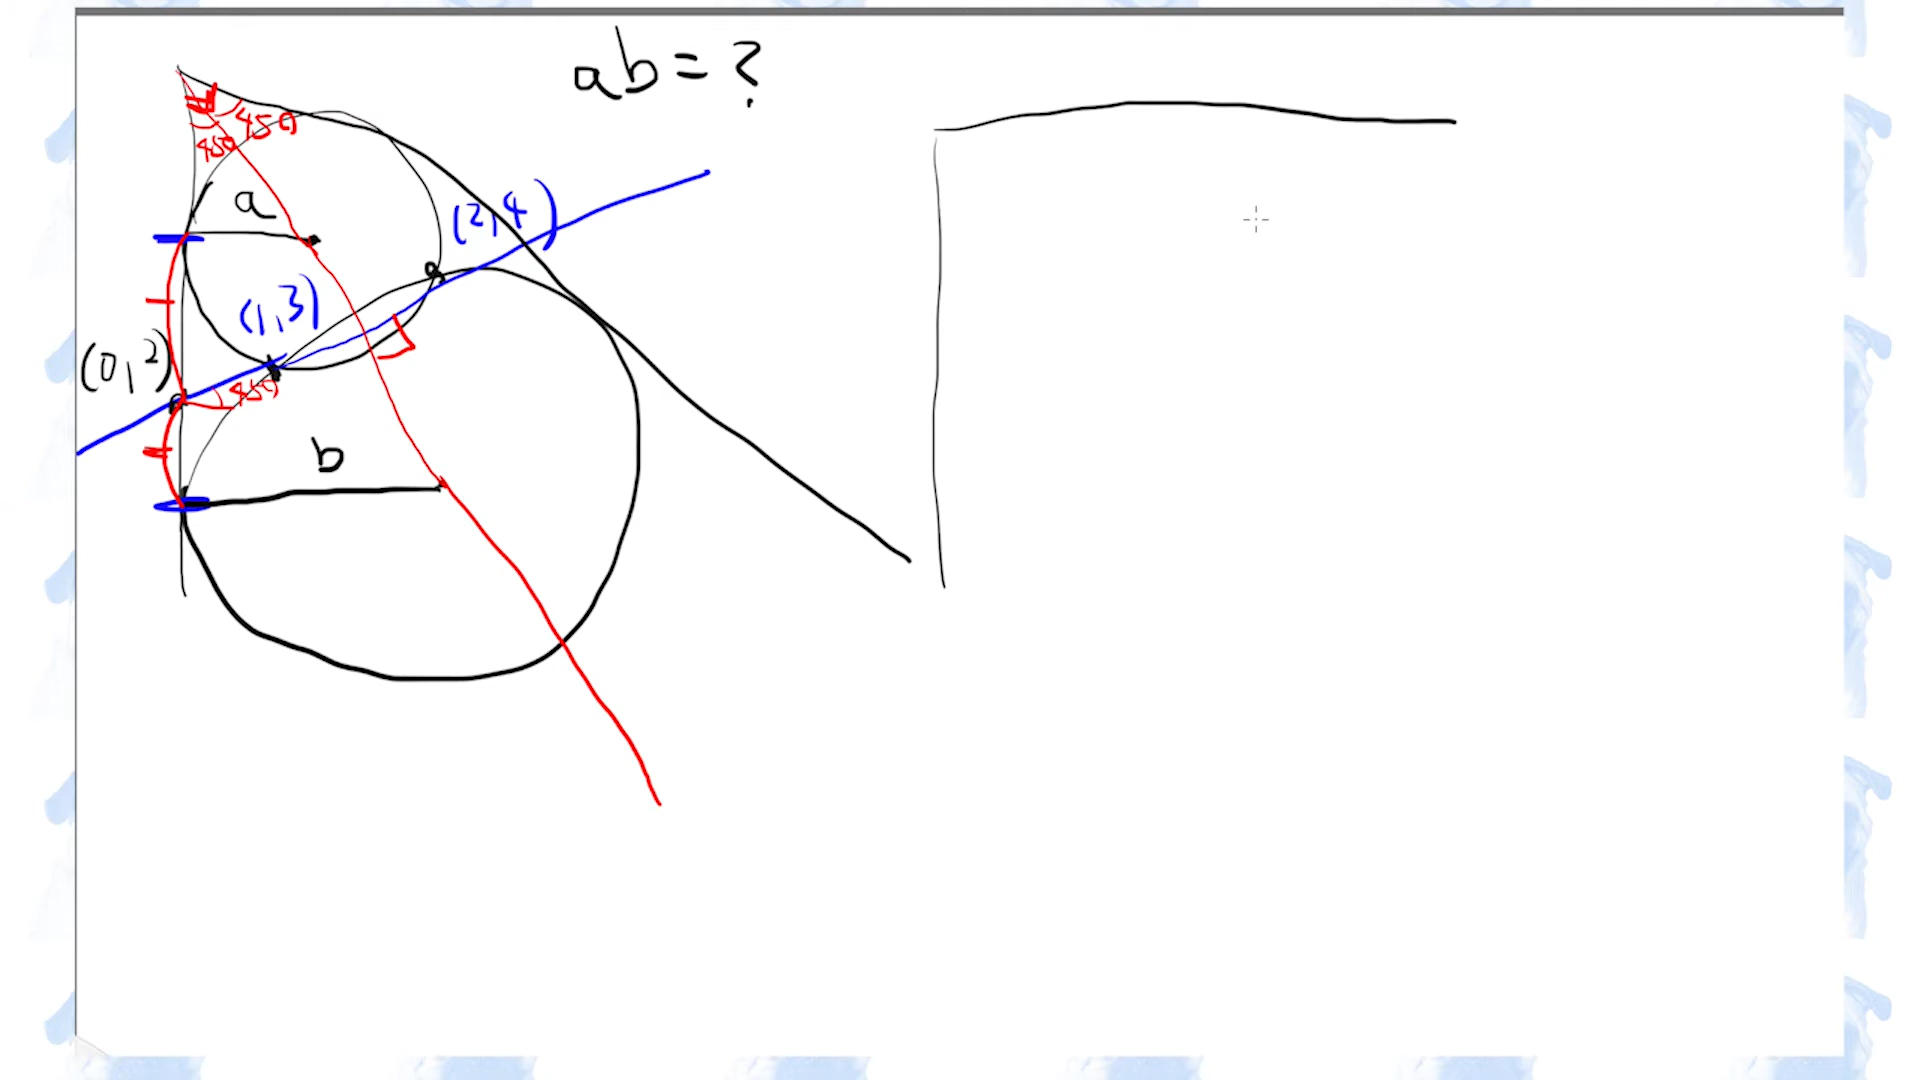 ab = ?
45°
45°
a
(2,4)
(1,3)
(0,2)
45°
b